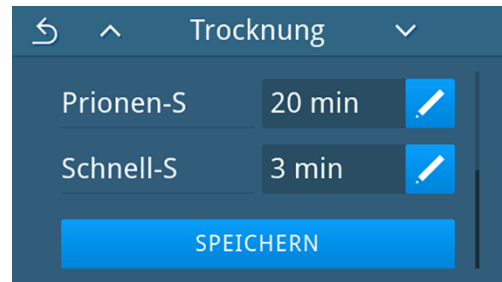 Trocknung
Prionen-S 20 min
Schnell-S 3 min
SPEICHERN